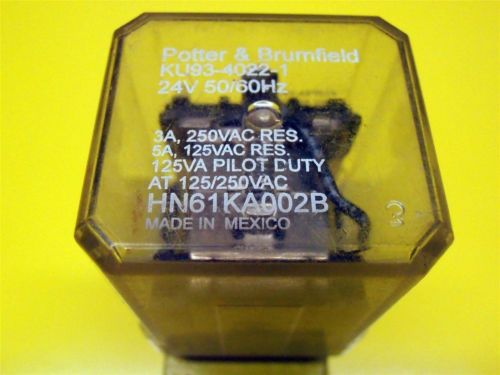 Potter & Brumfield
KU93-4022-1
24V 50/60Hz
3A, 250VAC RES.
5A, 125VAC RES.
125VA PILOT DUTY
AT 125/250VAC
HN61KA002B
MADE IN MEXICO